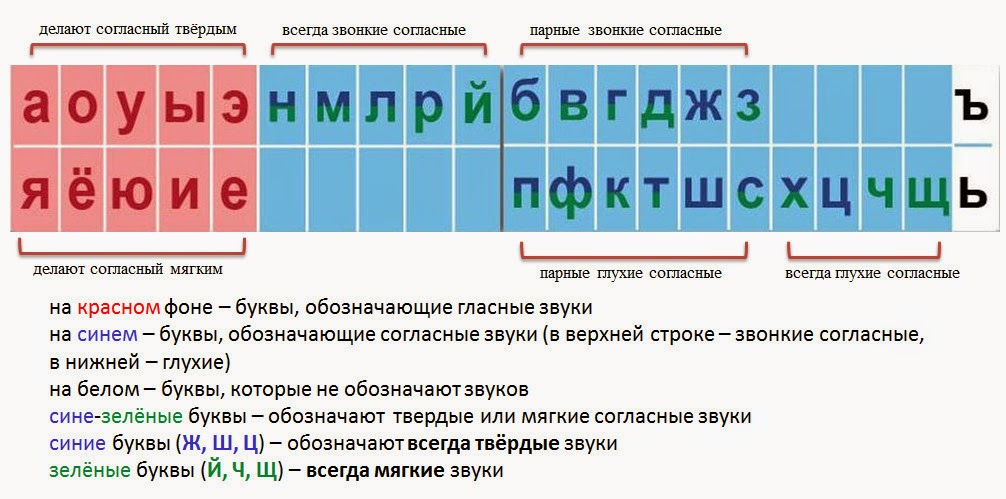 делают согласный твёрдым всегда звонкие согласные парные звонкие согласные
а о у ы э н м л р й б в г д ж з ъ
я ё ю и е п ф к т ш с х ц ч щ ь
делают согласный мягким парные глухие согласные всегда глухие согласные
на красном фоне – буквы, обозначающие гласные звуки
на синем – буквы, обозначающие согласные звуки (в верхней строке – звонкие согласные,
в нижней – глухие)
на белом – буквы, которые не обозначают звуков
сине-зелёные буквы – обозначают твердые или мягкие согласные звуки
синие буквы (Ж, Ш, Ц) – обозначают всегда твёрдые звуки
зелёные буквы (Й, Ч, Щ) – всегда мягкие звуки